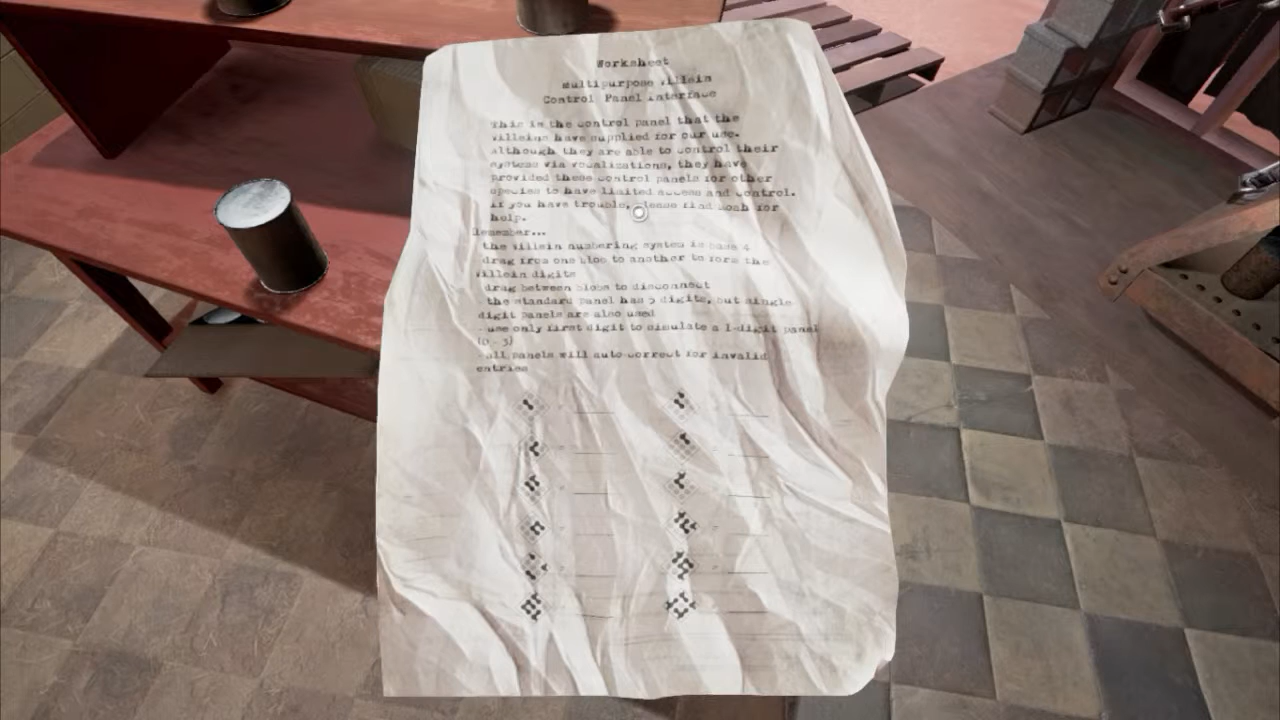 Worksheet
Multipurpose Villein
Control Panel Interface
This is the control panel that the
villeins have supplied for our use.
Although they are able to control their
systems via vocalizations, they have
provided these control panels for other
species to have limited access and control.
If you have trouble, please find for
help.
Remember...
- the Villein numbering system is base 4
- drag from one blob to another to form the
Villein digits
- drag between blobs to disconnect
- the standard panel has 5 digits, but single
digit panels are also used
- use only first digit to simulate a 1-digit panel
(0 - 3)
- all panels will auto-correct for invalid
entries